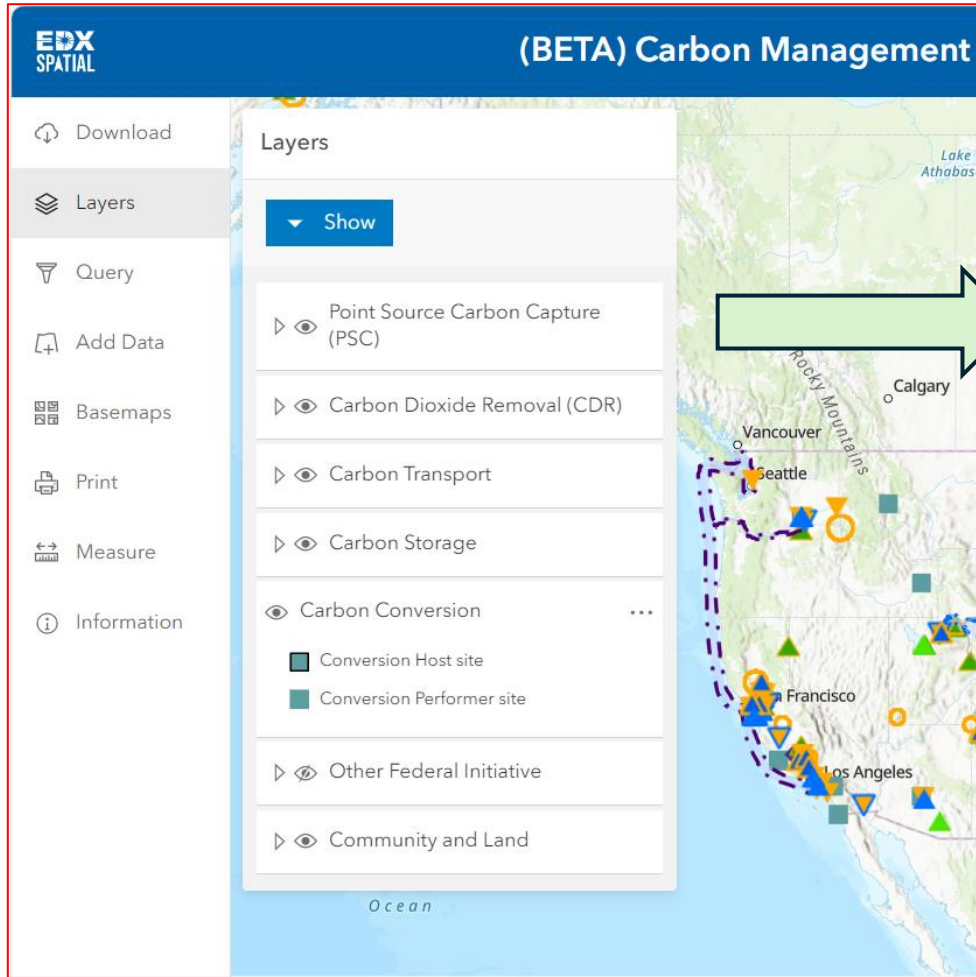 EDX
SPATIAL
(BETA) Carbon Management
Download
Layers
Query
Add Data
Basemaps
Print
Measure
Information
Layers
Show
Point Source Carbon Capture
(PSC)
Carbon Dioxide Removal (CDR)
Carbon Transport
Carbon Storage
Carbon Conversion
Conversion Host site
Conversion Performer site
Other Federal Initiative
Community and Land
Lake
Athabas
Rocky Mountains
Calgary
Vancouver
Seattle
Francisco
Los Angeles
Ocean